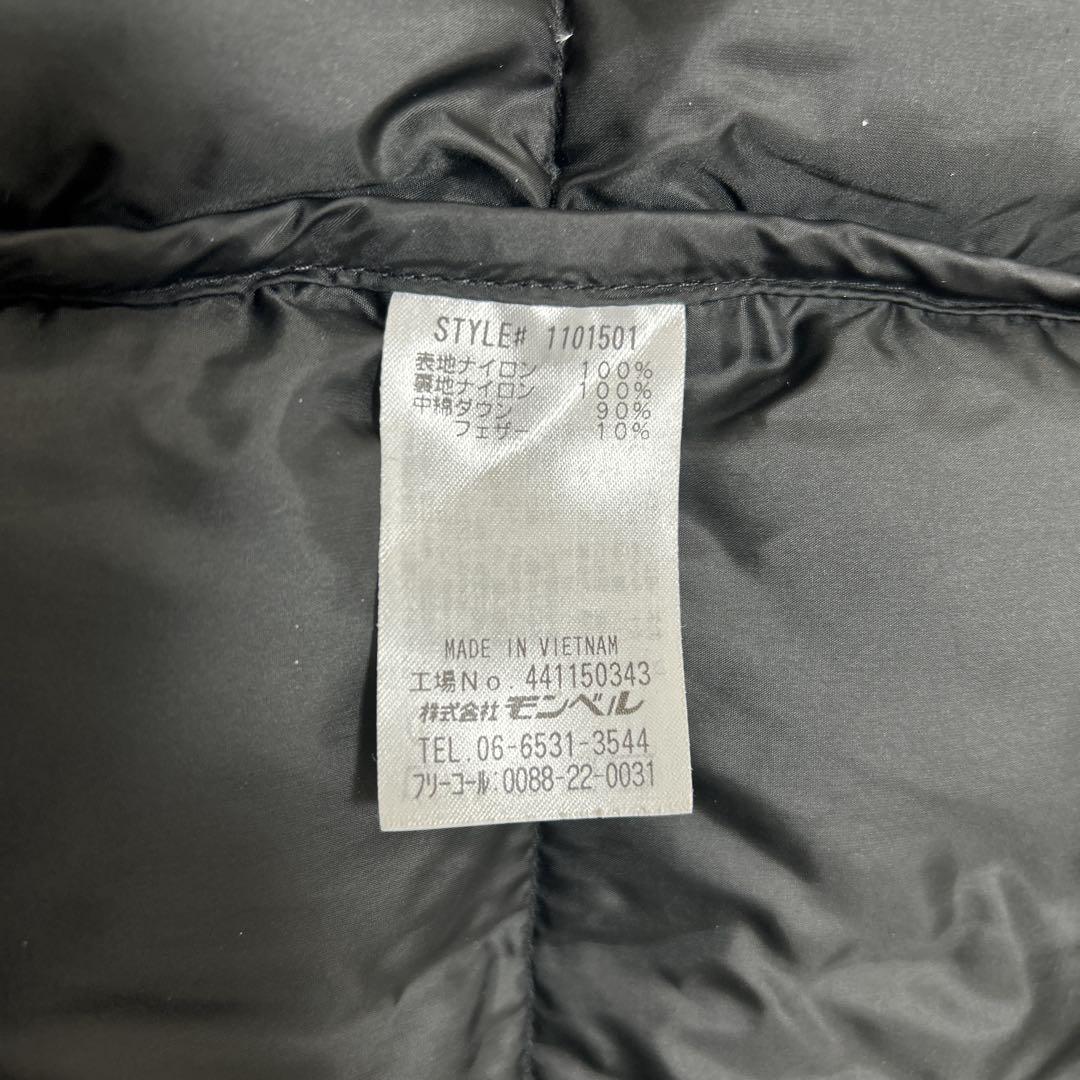 STYLE# 1101501
表地ナイロン 100%
裏地ナイロン 100%
中綿ダウン 90%
フェザー 10%
MADE IN VIETNAM
工場No. 441150343
株式会社 モンベル
TEL.06-6531-3544
フリーコール:0088-22-0031